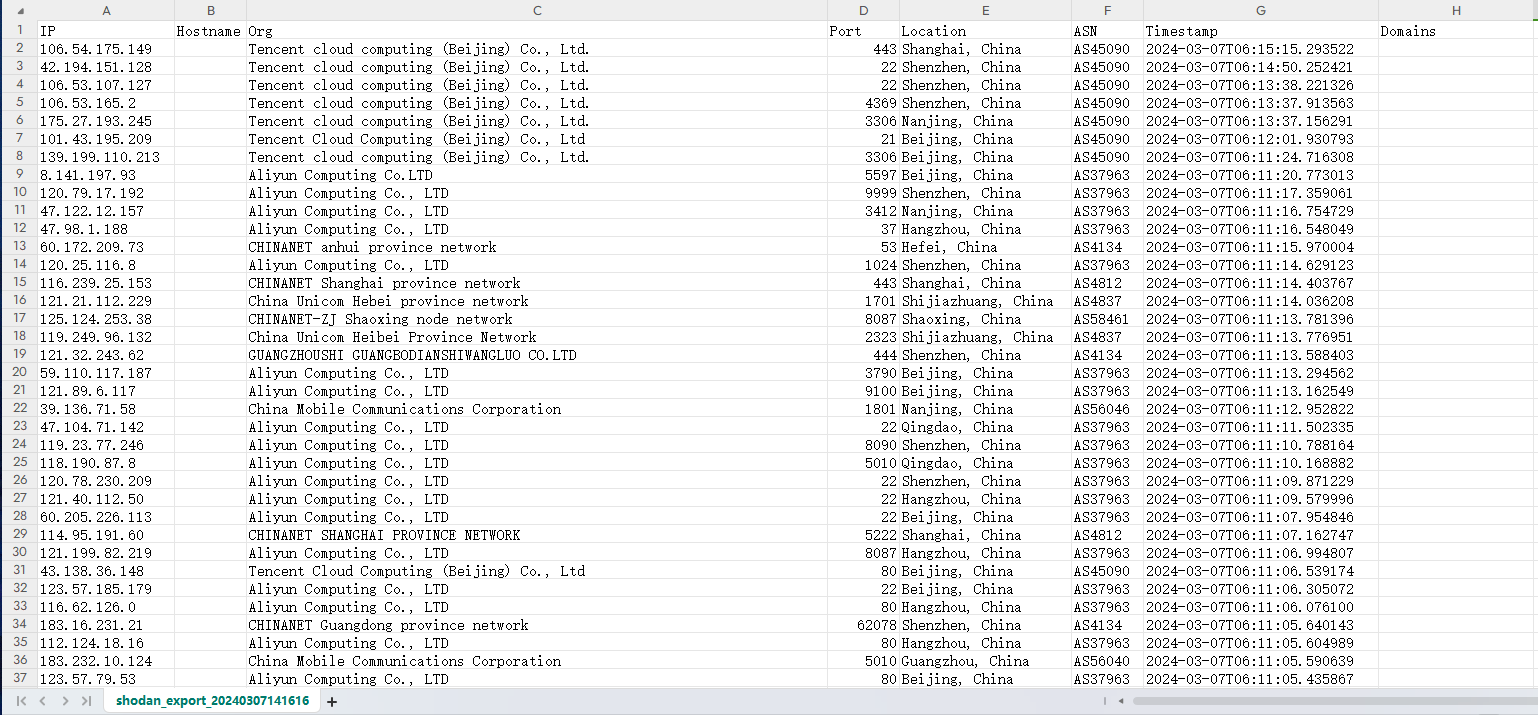 A B C D E F G H
1 IP Hostname Org Port Location ASN Timestamp Domains
2 106.54.175.149 Tencent cloud computing (Beijing) Co., Ltd. 443 Shanghai, China AS45090 2024-03-07T06:15:15.293522
3 42.194.151.128 Tencent cloud computing (Beijing) Co., Ltd. 22 Shenzhen, China AS45090 2024-03-07T06:14:50.252421
4 106.53.107.127 Tencent cloud computing (Beijing) Co., Ltd. 22 Shenzhen, China AS45090 2024-03-07T06:13:38.221326
5 106.53.165.2 Tencent cloud computing (Beijing) Co., Ltd. 4369 Shenzhen, China AS45090 2024-03-07T06:13:37.913563
6 175.27.193.245 Tencent cloud computing (Beijing) Co., Ltd. 3306 Nanjing, China AS45090 2024-03-07T06:13:37.156291
7 101.43.195.209 Tencent Cloud Computing (Beijing) Co., Ltd 21 Beijing, China AS45090 2024-03-07T06:12:01.930793
8 139.199.110.213 Tencent cloud computing (Beijing) Co., Ltd. 3306 Beijing, China AS45090 2024-03-07T06:11:24.716308
9 8.141.197.93 Aliyun Computing Co.LTD 5597 Beijing, China AS37963 2024-03-07T06:11:20.773013
10 120.79.17.192 Aliyun Computing Co., LTD 9999 Shenzhen, China AS37963 2024-03-07T06:11:17.359061
11 47.122.12.157 Aliyun Computing Co., LTD 3412 Nanjing, China AS37963 2024-03-07T06:11:16.754729
12 47.98.1.188 Aliyun Computing Co., LTD 37 Hangzhou, China AS37963 2024-03-07T06:11:16.548049
13 60.172.209.73 CHINANET anhui province network 53 Hefei, China AS4134 2024-03-07T06:11:15.970004
14 120.25.116.8 Aliyun Computing Co., LTD 1024 Shenzhen, China AS37963 2024-03-07T06:11:14.629123
15 116.239.25.153 CHINANET Shanghai province network 443 Shanghai, China AS4812 2024-03-07T06:11:14.403767
16 121.21.112.229 China Unicom Hebei province network 1701 Shijiazhuang, China AS4837 2024-03-07T06:11:14.036208
17 125.124.253.38 CHINANET-ZJ Shaoxing node network 8087 Shaoxing, China AS58461 2024-03-07T06:11:13.781396
18 119.249.96.132 China Unicom Heibei Province Network 2323 Shijiazhuang, China AS4837 2024-03-07T06:11:13.776951
19 121.32.243.62 GUANGZHOUSHI GUANGBODIANSHIWANGLUO CO.LTD 444 Shenzhen, China AS4134 2024-03-07T06:11:13.588403
20 59.110.117.187 Aliyun Computing Co., LTD 3790 Beijing, China AS37963 2024-03-07T06:11:13.294562
21 121.89.6.117 Aliyun Computing Co., LTD 9100 Beijing, China AS37963 2024-03-07T06:11:13.162549
22 39.136.71.58 China Mobile Communications Corporation 1801 Nanjing, China AS56046 2024-03-07T06:11:12.952822
23 47.104.71.142 Aliyun Computing Co., LTD 22 Qingdao, China AS37963 2024-03-07T06:11:11.502335
24 119.23.77.246 Aliyun Computing Co., LTD 8090 Shenzhen, China AS37963 2024-03-07T06:11:10.788164
25 118.190.87.8 Aliyun Computing Co., LTD 5010 Qingdao, China AS37963 2024-03-07T06:11:10.168882
26 120.78.230.209 Aliyun Computing Co., LTD 22 Shenzhen, China AS37963 2024-03-07T06:11:09.871229
27 121.40.112.50 Aliyun Computing Co., LTD 22 Hangzhou, China AS37963 2024-03-07T06:11:09.579996
28 60.205.226.113 Aliyun Computing Co., LTD 22 Beijing, China AS37963 2024-03-07T06:11:07.954846
29 114.95.191.60 CHINANET SHANGHAI PROVINCE NETWORK 5222 Shanghai, China AS4812 2024-03-07T06:11:07.162747
30 121.199.82.219 Aliyun Computing Co., LTD 8087 Hangzhou, China AS37963 2024-03-07T06:11:06.994807
31 43.138.36.148 Tencent Cloud Computing (Beijing) Co., Ltd 80 Beijing, China AS45090 2024-03-07T06:11:06.539174
32 123.57.185.179 Aliyun Computing Co., LTD 22 Beijing, China AS37963 2024-03-07T06:11:06.305072
33 116.62.126.0 Aliyun Computing Co., LTD 80 Hangzhou, China AS37963 2024-03-07T06:11:06.076100
34 183.16.231.21 CHINANET Guangdong province network 62078 Shenzhen, China AS4134 2024-03-07T06:11:05.640143
35 112.124.18.16 Aliyun Computing Co., LTD 80 Hangzhou, China AS37963 2024-03-07T06:11:05.604989
36 183.232.10.124 China Mobile Communications Corporation 5010 Guangzhou, China AS56040 2024-03-07T06:11:05.590639
37 123.57.79.53 Aliyun Computing Co., LTD 80 Beijing, China AS37963 2024-03-07T06:11:05.435867
shodan_export_20240307141616